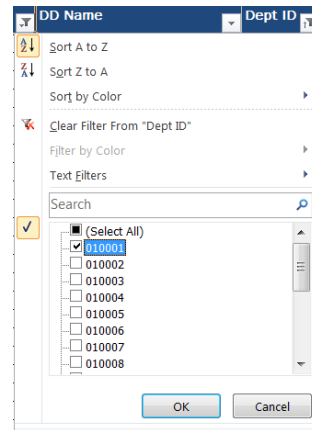 DD Name Dept ID
Sort A to Z
Sort Z to A
Sort by Color
Clear Filter From "Dept ID"
Filter by Color
Text Filters
Search
(Select All)
010001
010002
010003
010004
010005
010006
010007
010008
OK Cancel